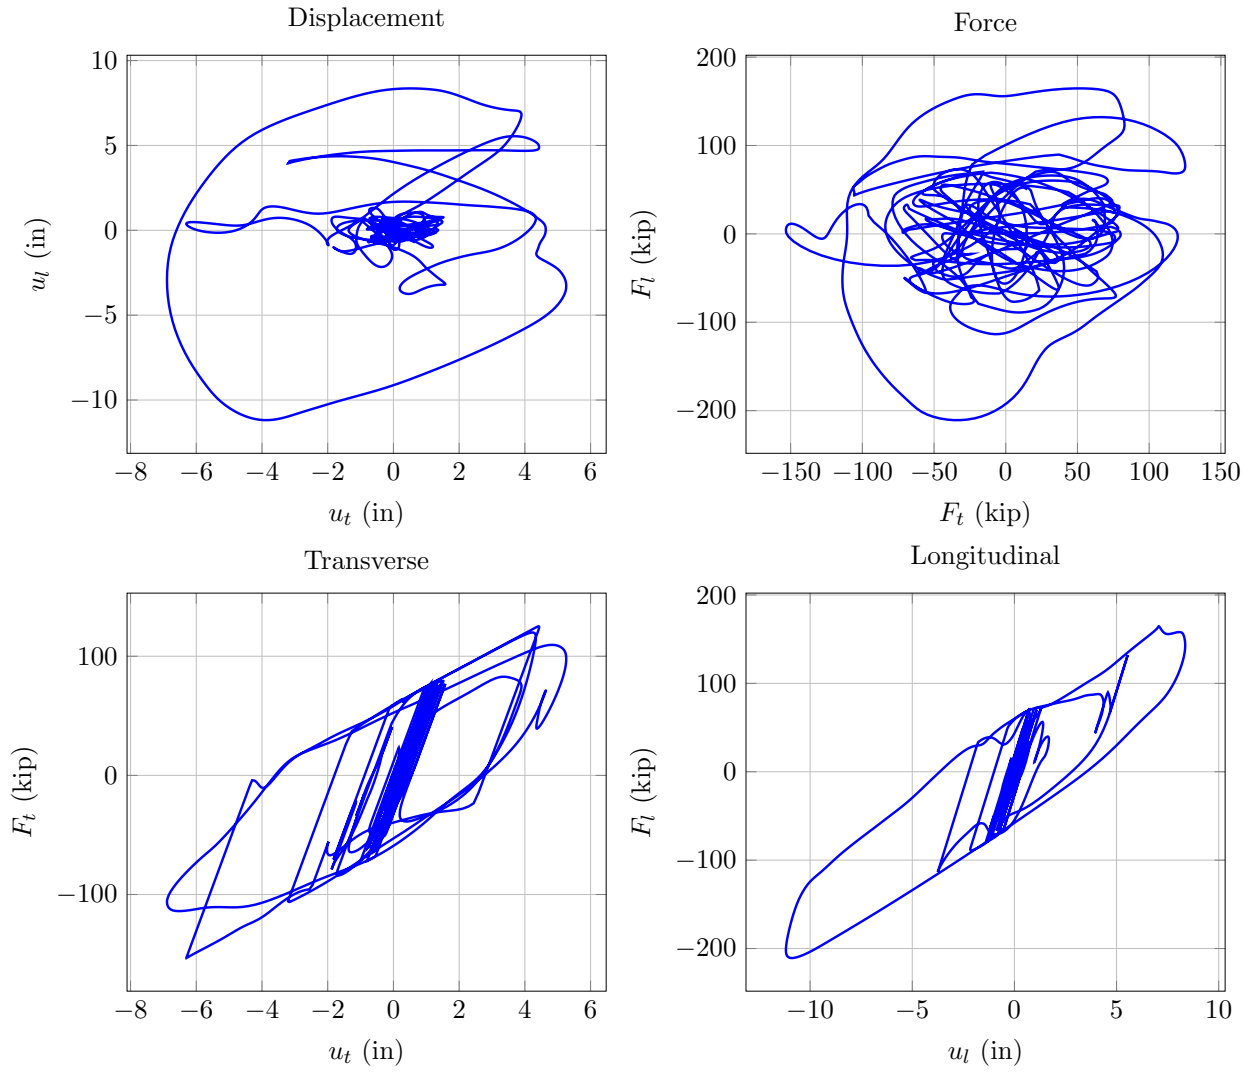 Displacement
10
5
0
−5
−10
−8 −6 −4 −2 0 2 4 6
u_l (in)
u_t (in)
Force
200
100
0
−100
−200
−150 −100 −50 0 50 100 150
F_l (kip)
F_t (kip)
Transverse
100
0
−100
−8 −6 −4 −2 0 2 4 6
F_t (kip)
u_t (in)
Longitudinal
200
100
0
−100
−200
−10 −5 0 5 10
F_l (kip)
u_l (in)